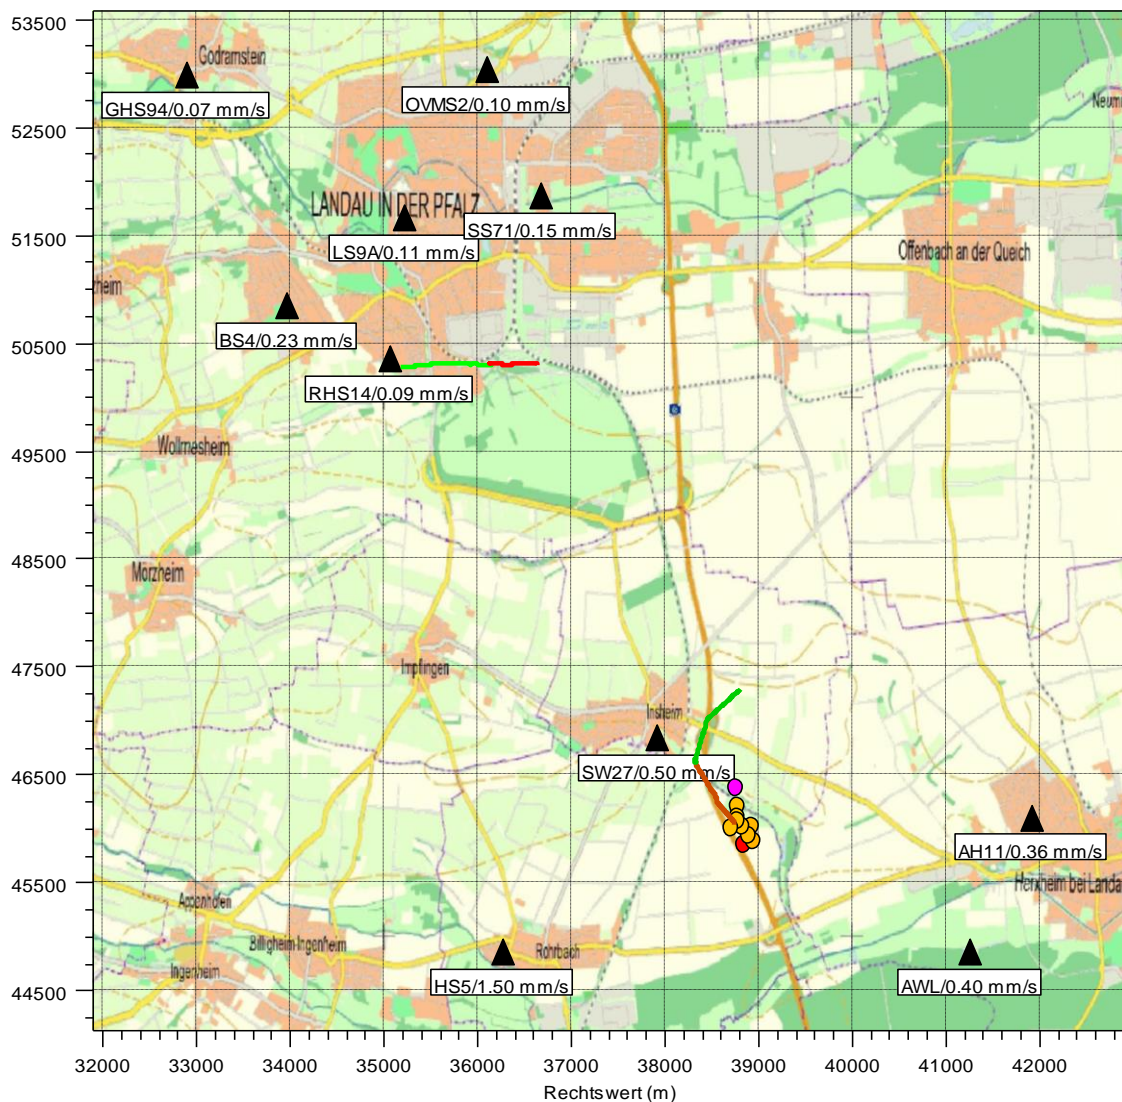 53500
Godramstein
GHS94/0.07 mm/s
OVMS2/0.10 mm/s
52500
LANDAU IN DER PFALZ
SS71/0.15 mm/s
51500
LS9A/0.11 mm/s
Offenbach an der Queich
heim
BS4/0.23 mm/s
50500
RHS14/0.09 mm/s
Wollmesheim
49500
48500
Mörzheim
Impfingen
47500
Insheim
SW27/0.50 mm/s
46500
AH11/0.36 mm/s
45500
Herxheim bei Landa
Appenhofen
Billigheim-Ingenheim
Rohrbach
Ingenheim
HS5/1.50 mm/s
AWL/0.40 mm/s
44500
32000 33000 34000 35000 36000 37000 38000 39000 40000 41000 42000
Rechtswert (m)